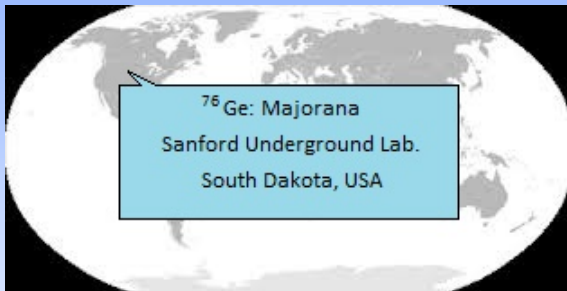 ⁷⁶Ge: Majorana
Sanford Underground Lab.
South Dakota, USA